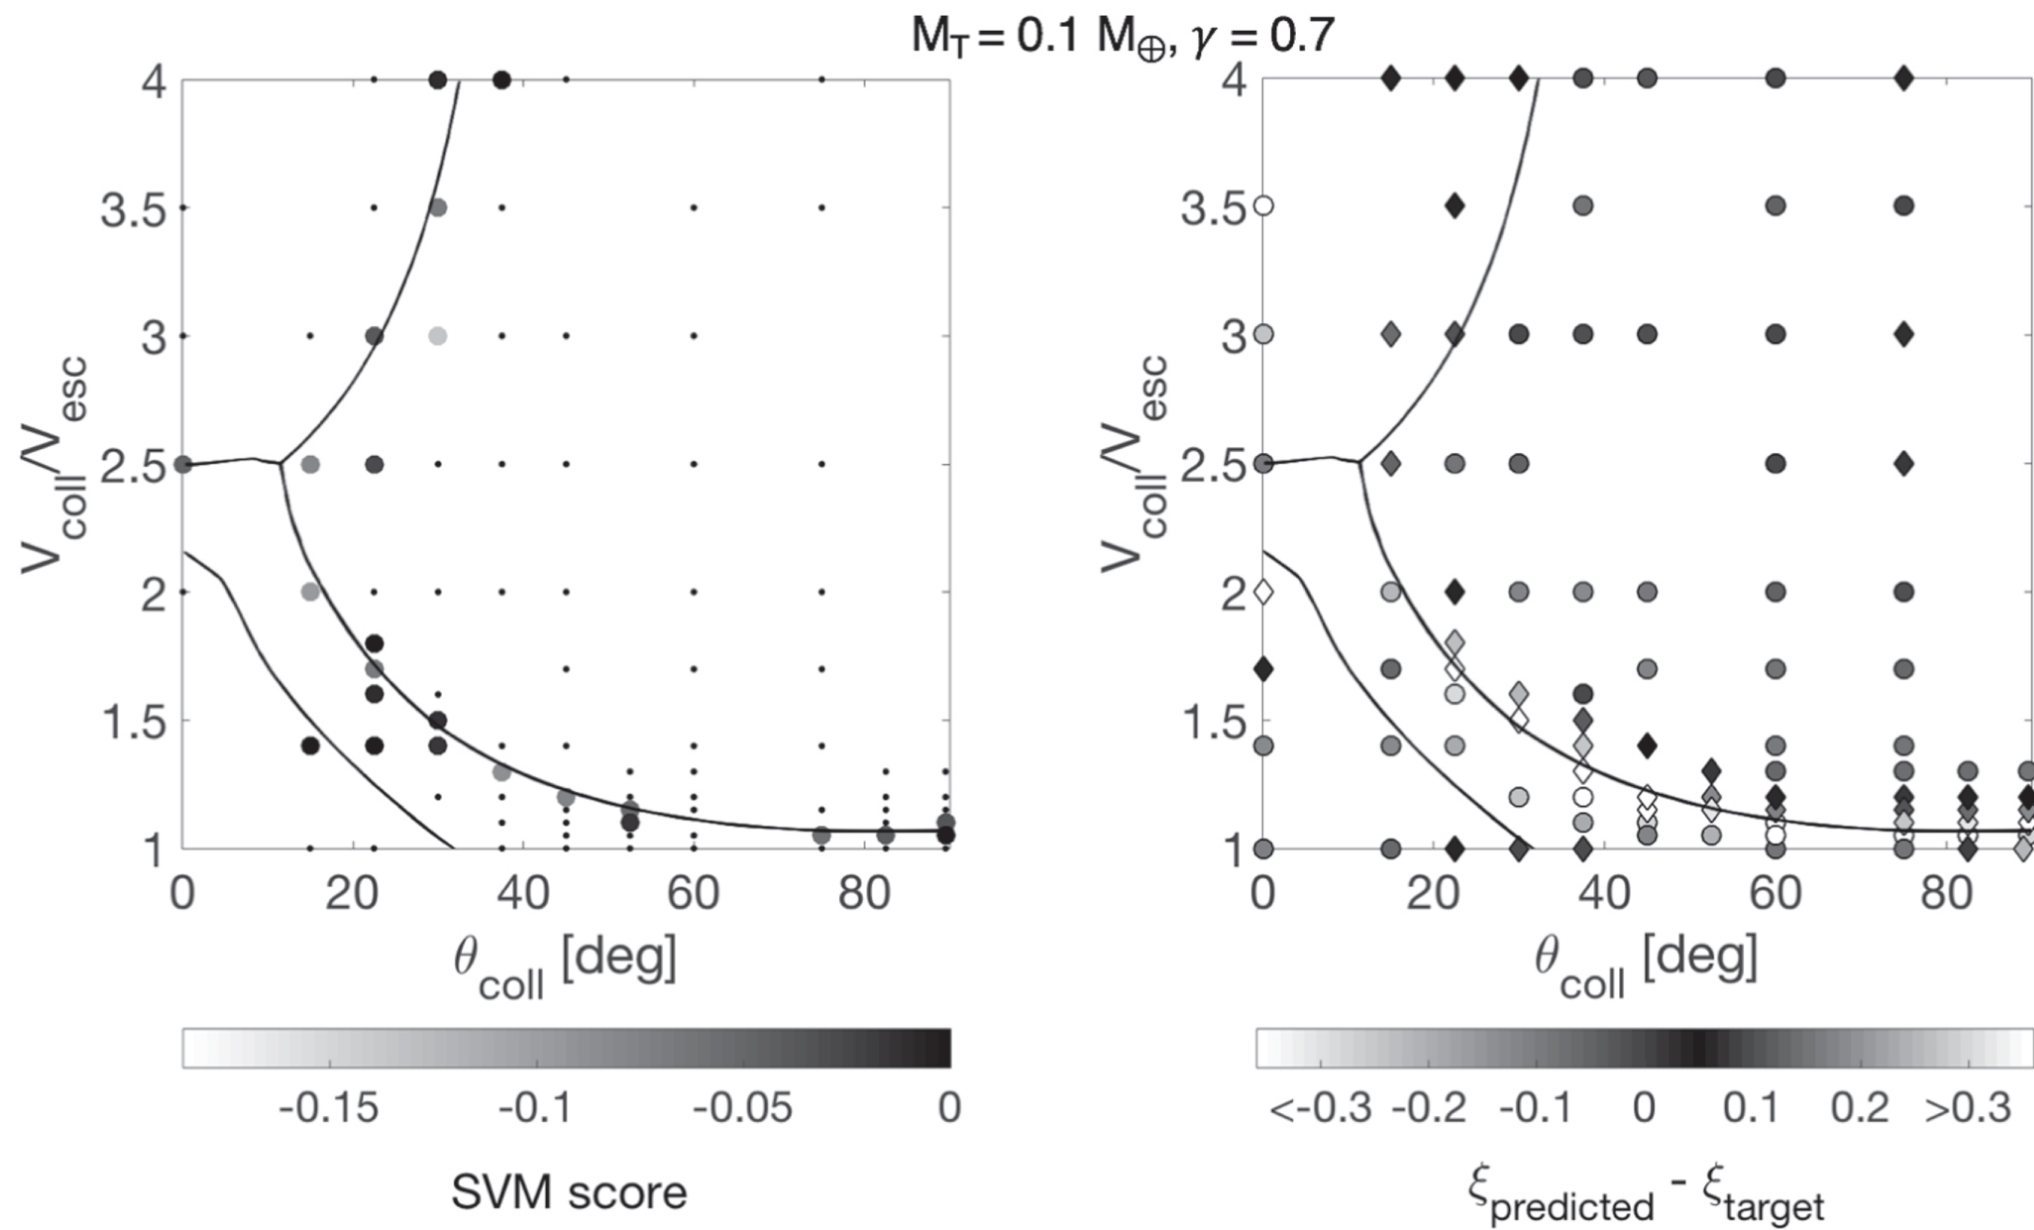 M_T = 0.1 M_⊕, γ = 0.7
4
3.5
3
2.5
2
1.5
1
V_coll/V_esc
0 20 40 60 80
θ_coll [deg]
-0.15 -0.1 -0.05 0
SVM score
4
3.5
3
2.5
2
1.5
1
V_coll/V_esc
0 20 40 60 80
θ_coll [deg]
<-0.3 -0.2 -0.1 0 0.1 0.2 >0.3
ξ_predicted - ξ_target